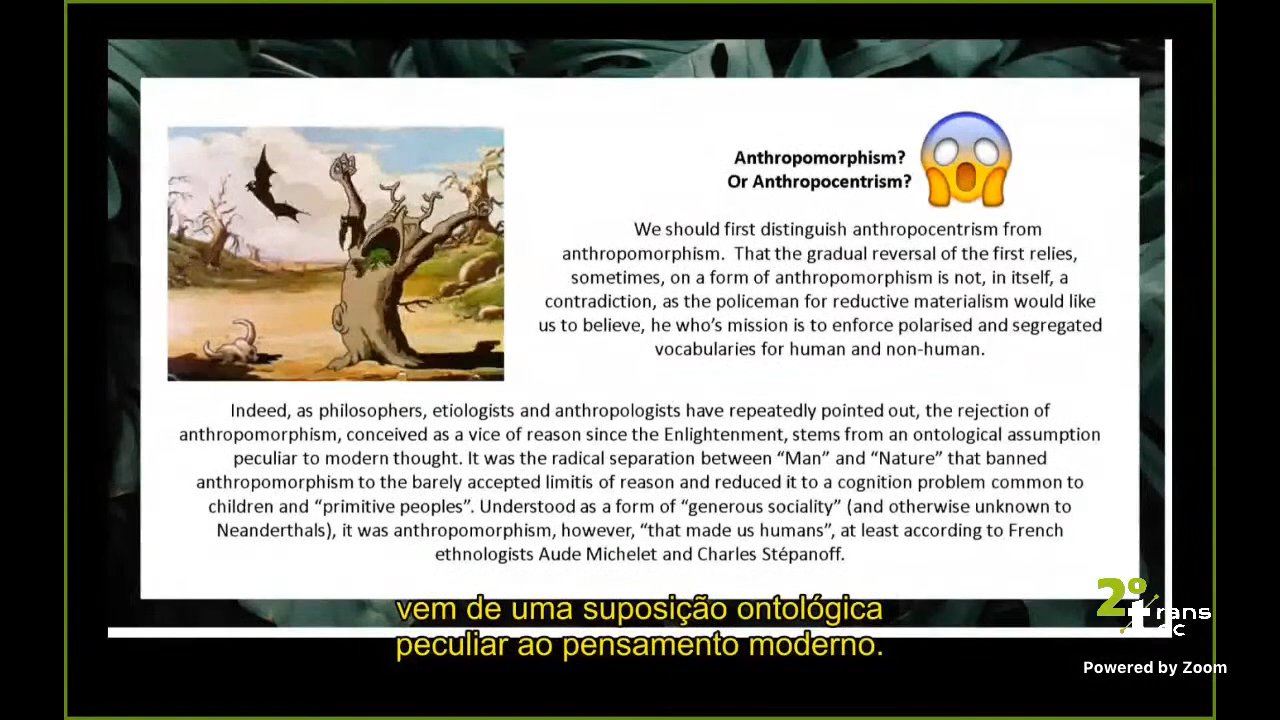 Anthropomorphism?
Or Anthropocentrism?
We should first distinguish anthropocentrism from
anthropomorphism. That the gradual reversal of the first relies,
sometimes, on a form of anthropomorphism is not, in itself, a
contradiction, as the policeman for reductive materialism would like
us to believe, he who's mission is to enforce polarised and segregated
vocabularies for human and non-human.
Indeed, as philosophers, etiologists and anthropologists have repeatedly pointed out, the rejection of
anthropomorphism, conceived as a vice of reason since the Enlightenment, stems from an ontological assumption
peculiar to modern thought. It was the radical separation between “Man” and “Nature” that banned
anthropomorphism to the barely accepted limitis of reason and reduced it to a cognition problem common to
children and “primitive peoples”. Understood as a form of “generous sociality” (and otherwise unknown to
Neanderthals), it was anthropomorphism, however, “that made us humans”, at least according to French
ethnologists Aude Michelet and Charles Stépanoff.
vem de uma suposição ontológica
peculiar ao pensamento moderno.
2º
trans
Powered by Zoom